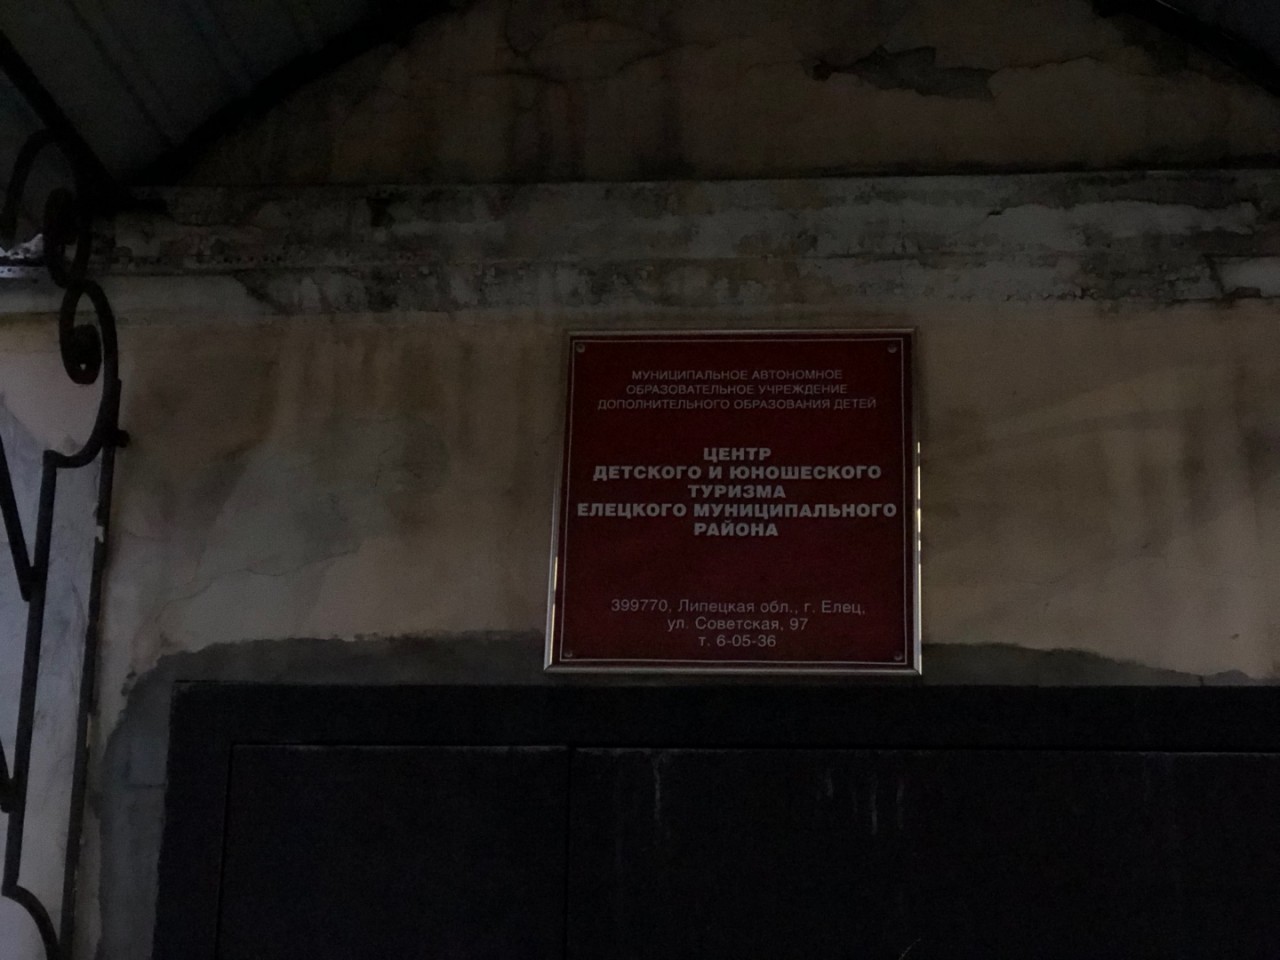 МУНИЦИПАЛЬНОЕ АВТОНОМНОЕ
ОБРАЗОВАТЕЛЬНОЕ УЧРЕЖДЕНИЕ
ДОПОЛНИТЕЛЬНОГО ОБРАЗОВАНИЯ ДЕТЕЙ
ЦЕНТР
ДЕТСКОГО И ЮНОШЕСКОГО
ТУРИЗМА
ЕЛЕЦКОГО МУНИЦИПАЛЬНОГО
РАЙОНА
399770, Липецкая обл., г. Елец,
ул. Советская, 97
т. 6-05-36